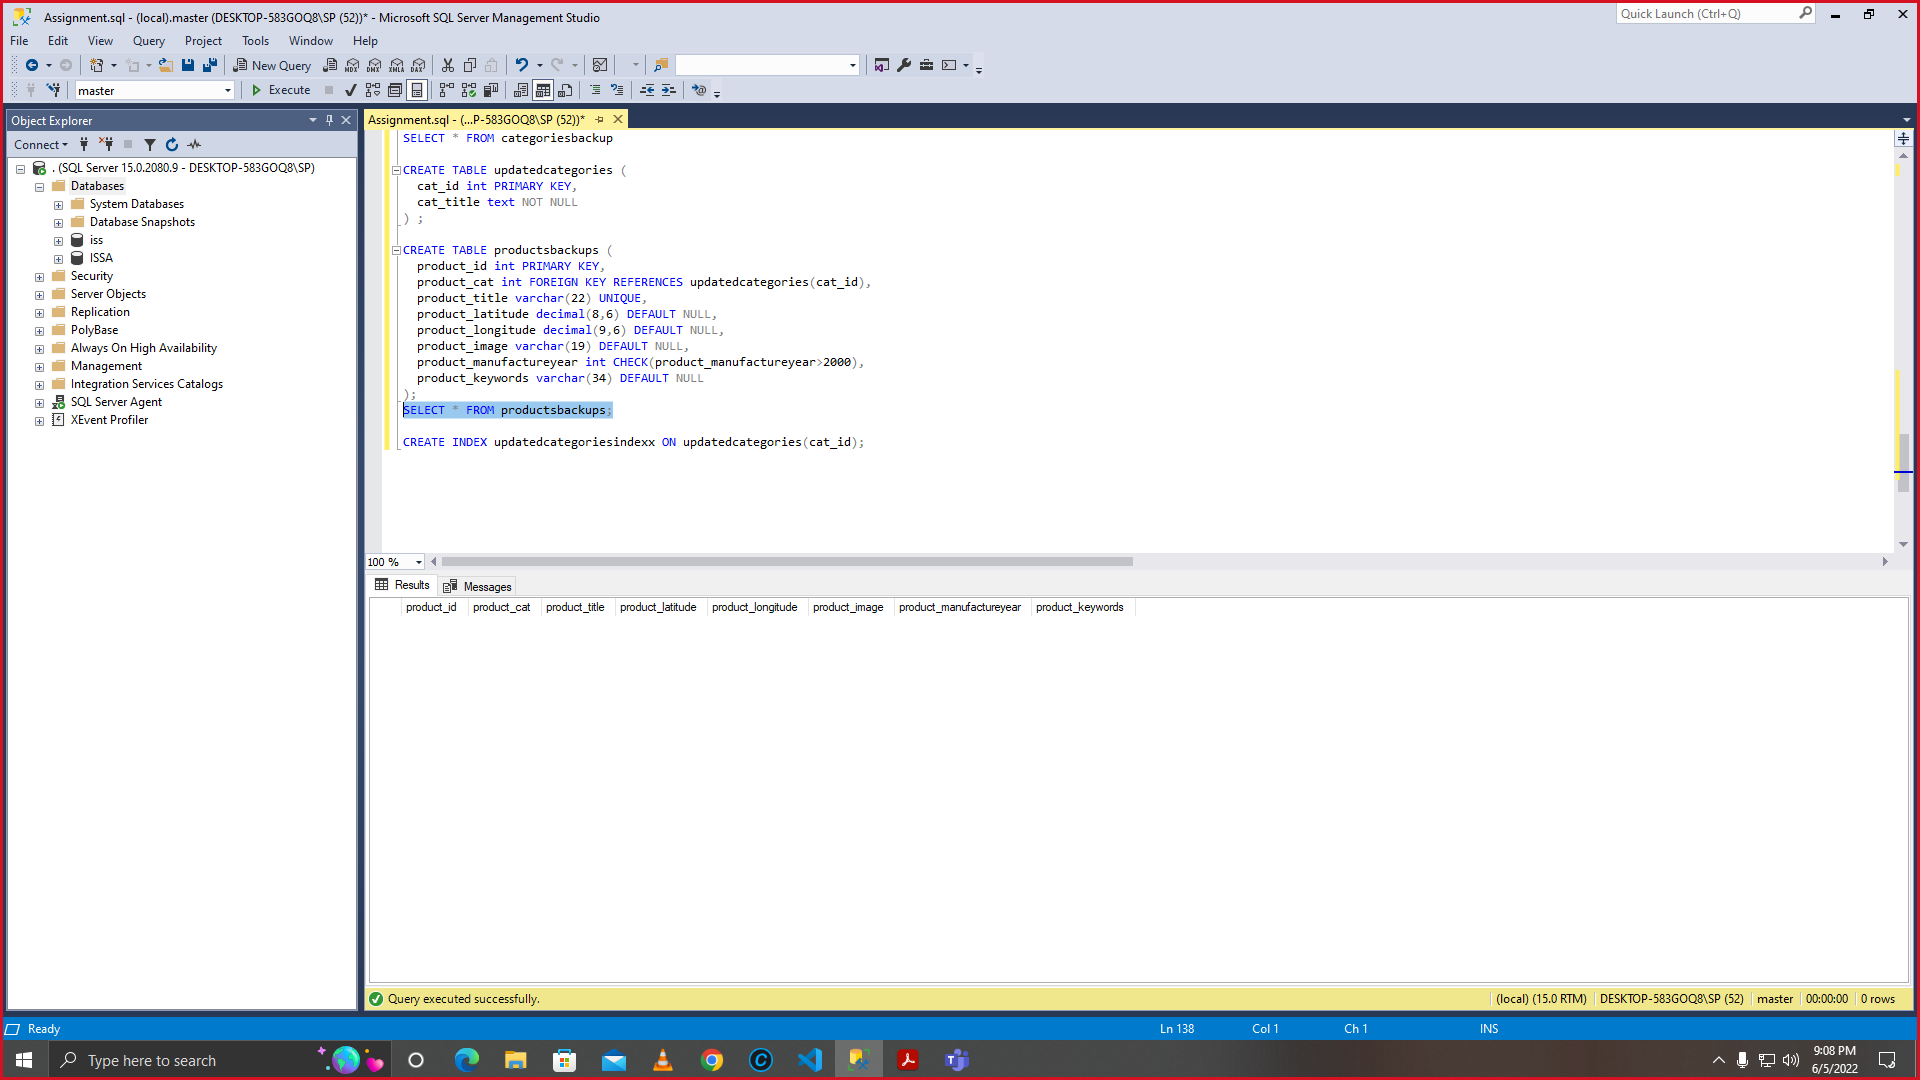 Assignment.sql - (local).master (DESKTOP-583GOQ8\SP (52))* - Microsoft SQL Server Management Studio
Quick Launch (Ctrl+Q)
File Edit View Query Project Tools Window Help
New Query
MDX DMX XMLA DAX
master
Execute
Object Explorer
Assignment.sql - (...P-583GOQ8\SP (52))*
Connect
. (SQL Server 15.0.2080.9 - DESKTOP-583GOQ8\SP)
Databases
System Databases
Database Snapshots
iss
ISSA
Security
Server Objects
Replication
PolyBase
Always On High Availability
Management
Integration Services Catalogs
SQL Server Agent
XEvent Profiler
SELECT * FROM categoriesbackup
CREATE TABLE updatedcategories (
cat_id int PRIMARY KEY,
cat_title text NOT NULL
) ;
CREATE TABLE productsbackups (
product_id int PRIMARY KEY,
product_cat int FOREIGN KEY REFERENCES updatedcategories(cat_id),
product_title varchar(22) UNIQUE,
product_latitude decimal(8,6) DEFAULT NULL,
product_longitude decimal(9,6) DEFAULT NULL,
product_image varchar(19) DEFAULT NULL,
product_manufactureyear int CHECK(product_manufactureyear>2000),
product_keywords varchar(34) DEFAULT NULL
);
SELECT * FROM productsbackups;
CREATE INDEX updatedcategoriesindexx ON updatedcategories(cat_id);
100 %
Results Messages
product_id product_cat product_title product_latitude product_longitude product_image product_manufactureyear product_keywords
Query executed successfully.
(local) (15.0 RTM) DESKTOP-583GOQ8\SP (52) master 00:00:00 0 rows
Ready
Ln 138 Col 1 Ch 1 INS
Type here to search
9:08 PM
6/5/2022